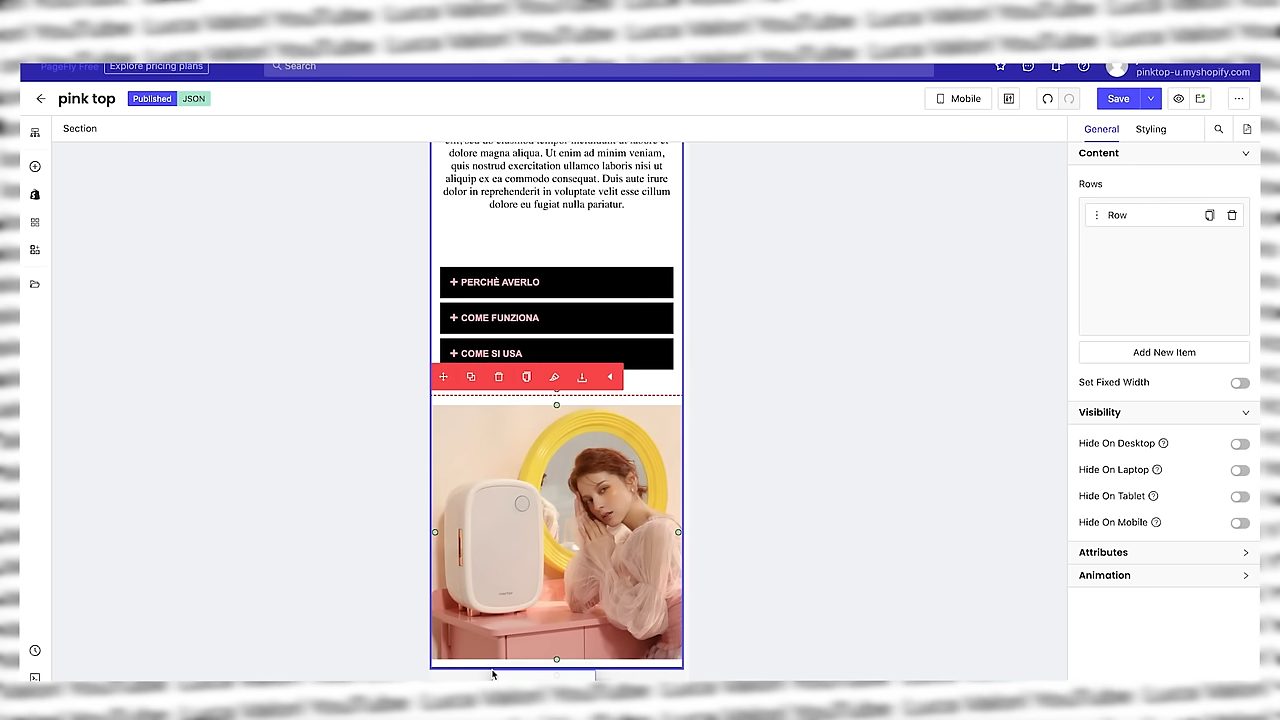 PageFly Free
Explore pricing plans
Search
pinktop-u.myshopify.com
pink top
Published
JSON
Mobile
Save
Section
General
Styling
Content
Rows
Row
Add New Item
Set Fixed Width
Visibility
Hide On Desktop
Hide On Laptop
Hide On Tablet
Hide On Mobile
Attributes
Animation
dolore magna aliqua. Ut enim ad minim veniam,
quis nostrud exercitation ullamco laboris nisi ut
aliquip ex ea commodo consequat. Duis aute irure
dolor in reprehenderit in voluptate velit esse cillum
dolore eu fugiat nulla pariatur.
+ PERCHÈ AVERLO
+ COME FUNZIONA
+ COME SI USA